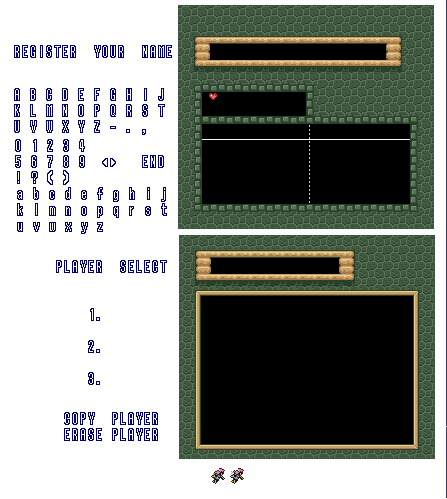 REGISTER YOUR NAME
A B C D E F G H I J
K L M N O P Q R S T
U V W X Y Z - . ,
0 1 2 3 4
5 6 7 8 9 <> END
! ? ( )
a b c d e f g h i j
k l m n o p q r s t
u v w x y z
PLAYER SELECT
1.
2.
3.
COPY PLAYER
ERASE PLAYER